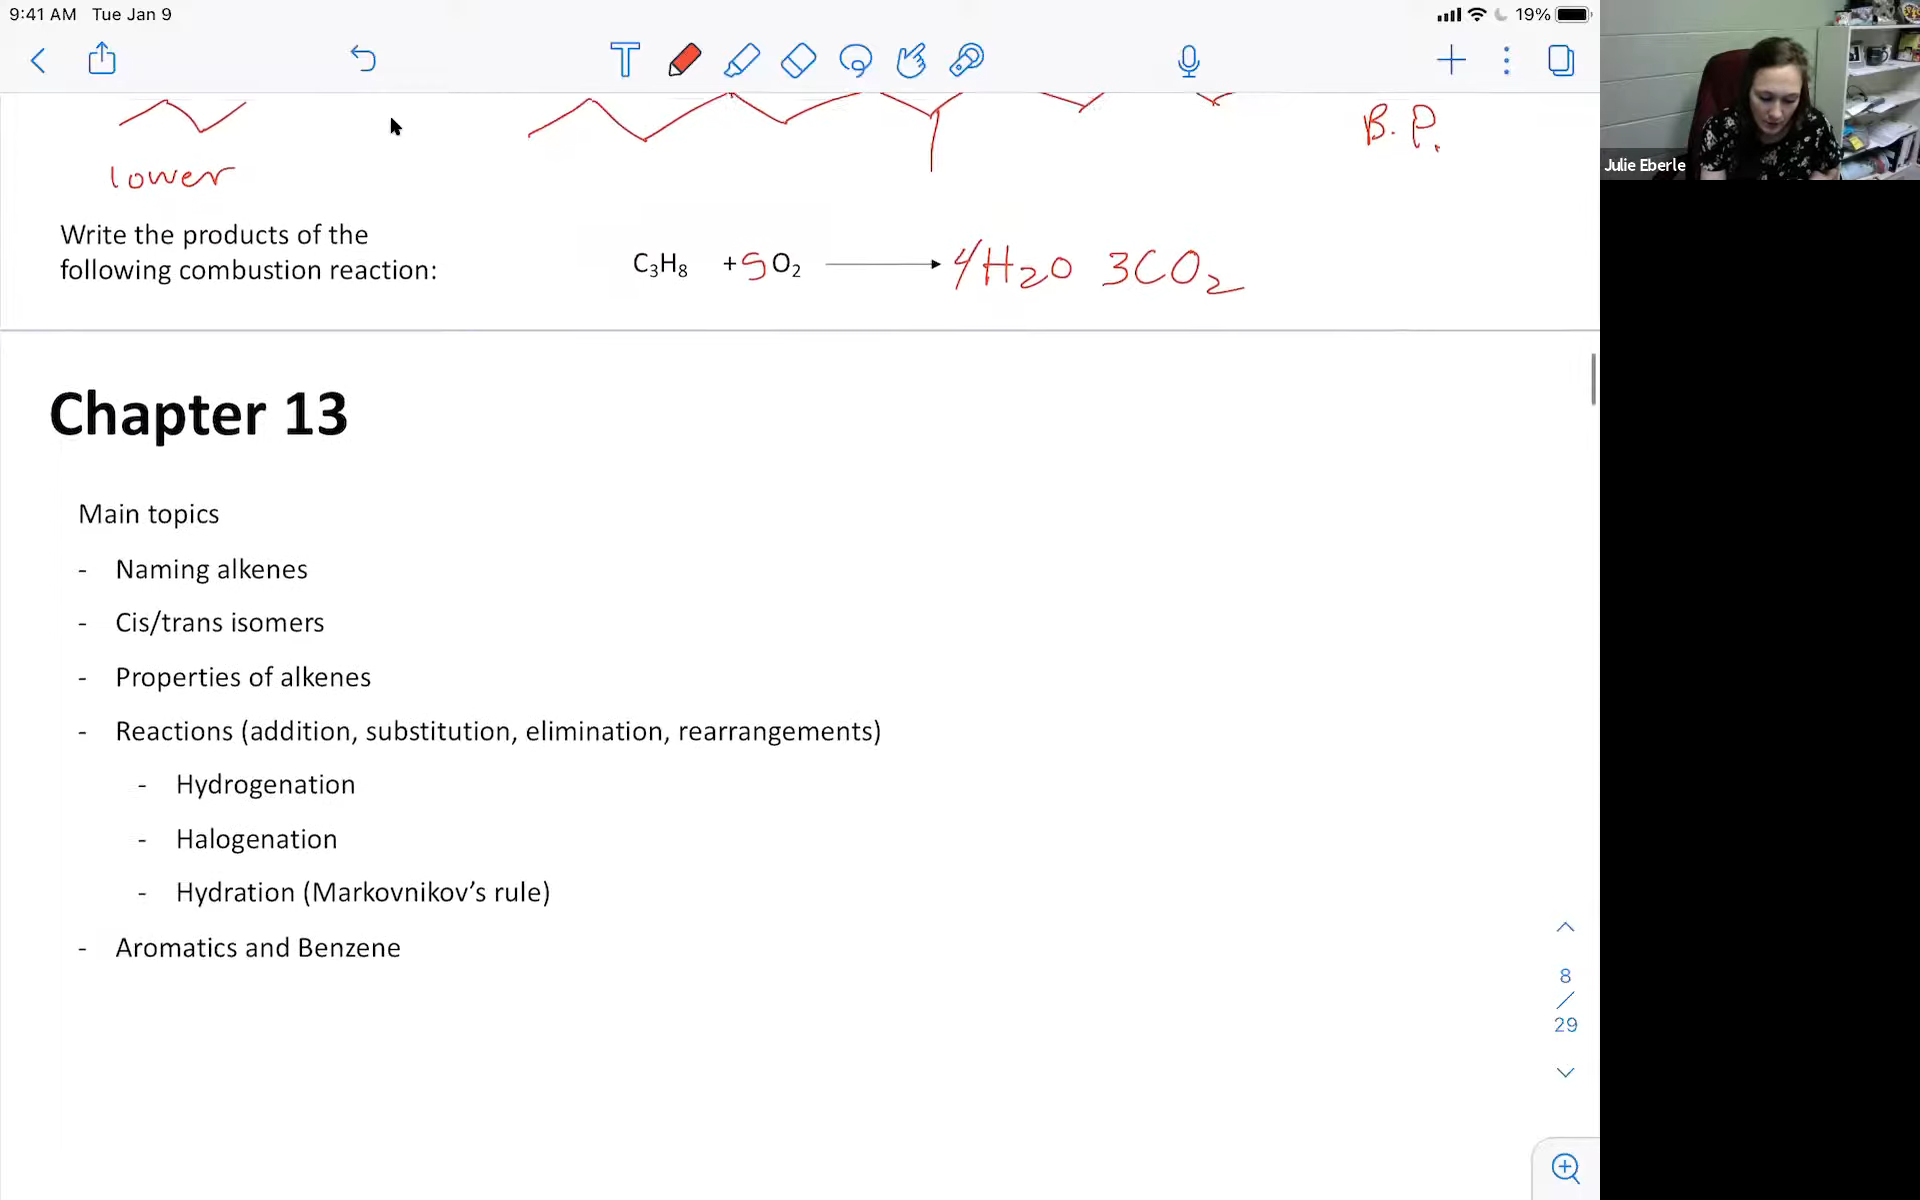 9:41 AM Tue Jan 9
19%
B. P.
lower
Julie Eberle
Write the products of the
following combustion reaction:
C₃H₈ + 5 O₂ → 4H₂O 3CO₂
Chapter 13
Main topics
- Naming alkenes
- Cis/trans isomers
- Properties of alkenes
- Reactions (addition, substitution, elimination, rearrangements)
- Hydrogenation
- Halogenation
- Hydration (Markovnikov’s rule)
- Aromatics and Benzene
8
/
29